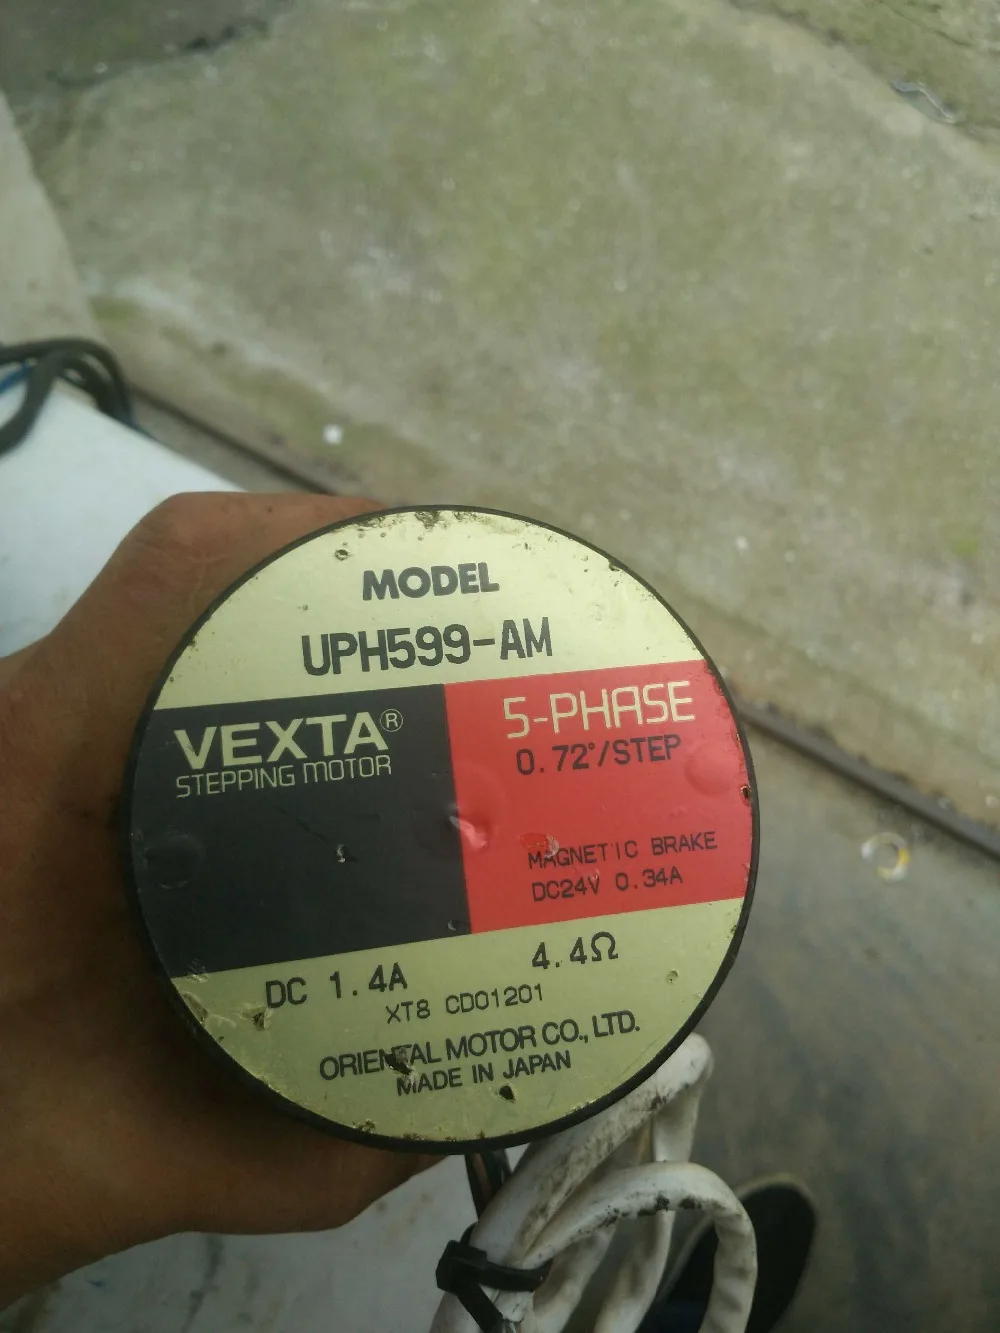 MODEL
UPH599-AM
VEXTA®
STEPPING MOTOR
5-PHASE
0.72°/STEP
MAGNETIC BRAKE
DC24V 0.34A
DC 1.4A 4.4Ω
XT8 CD01201
ORIENTAL MOTOR CO., LTD.
MADE IN JAPAN